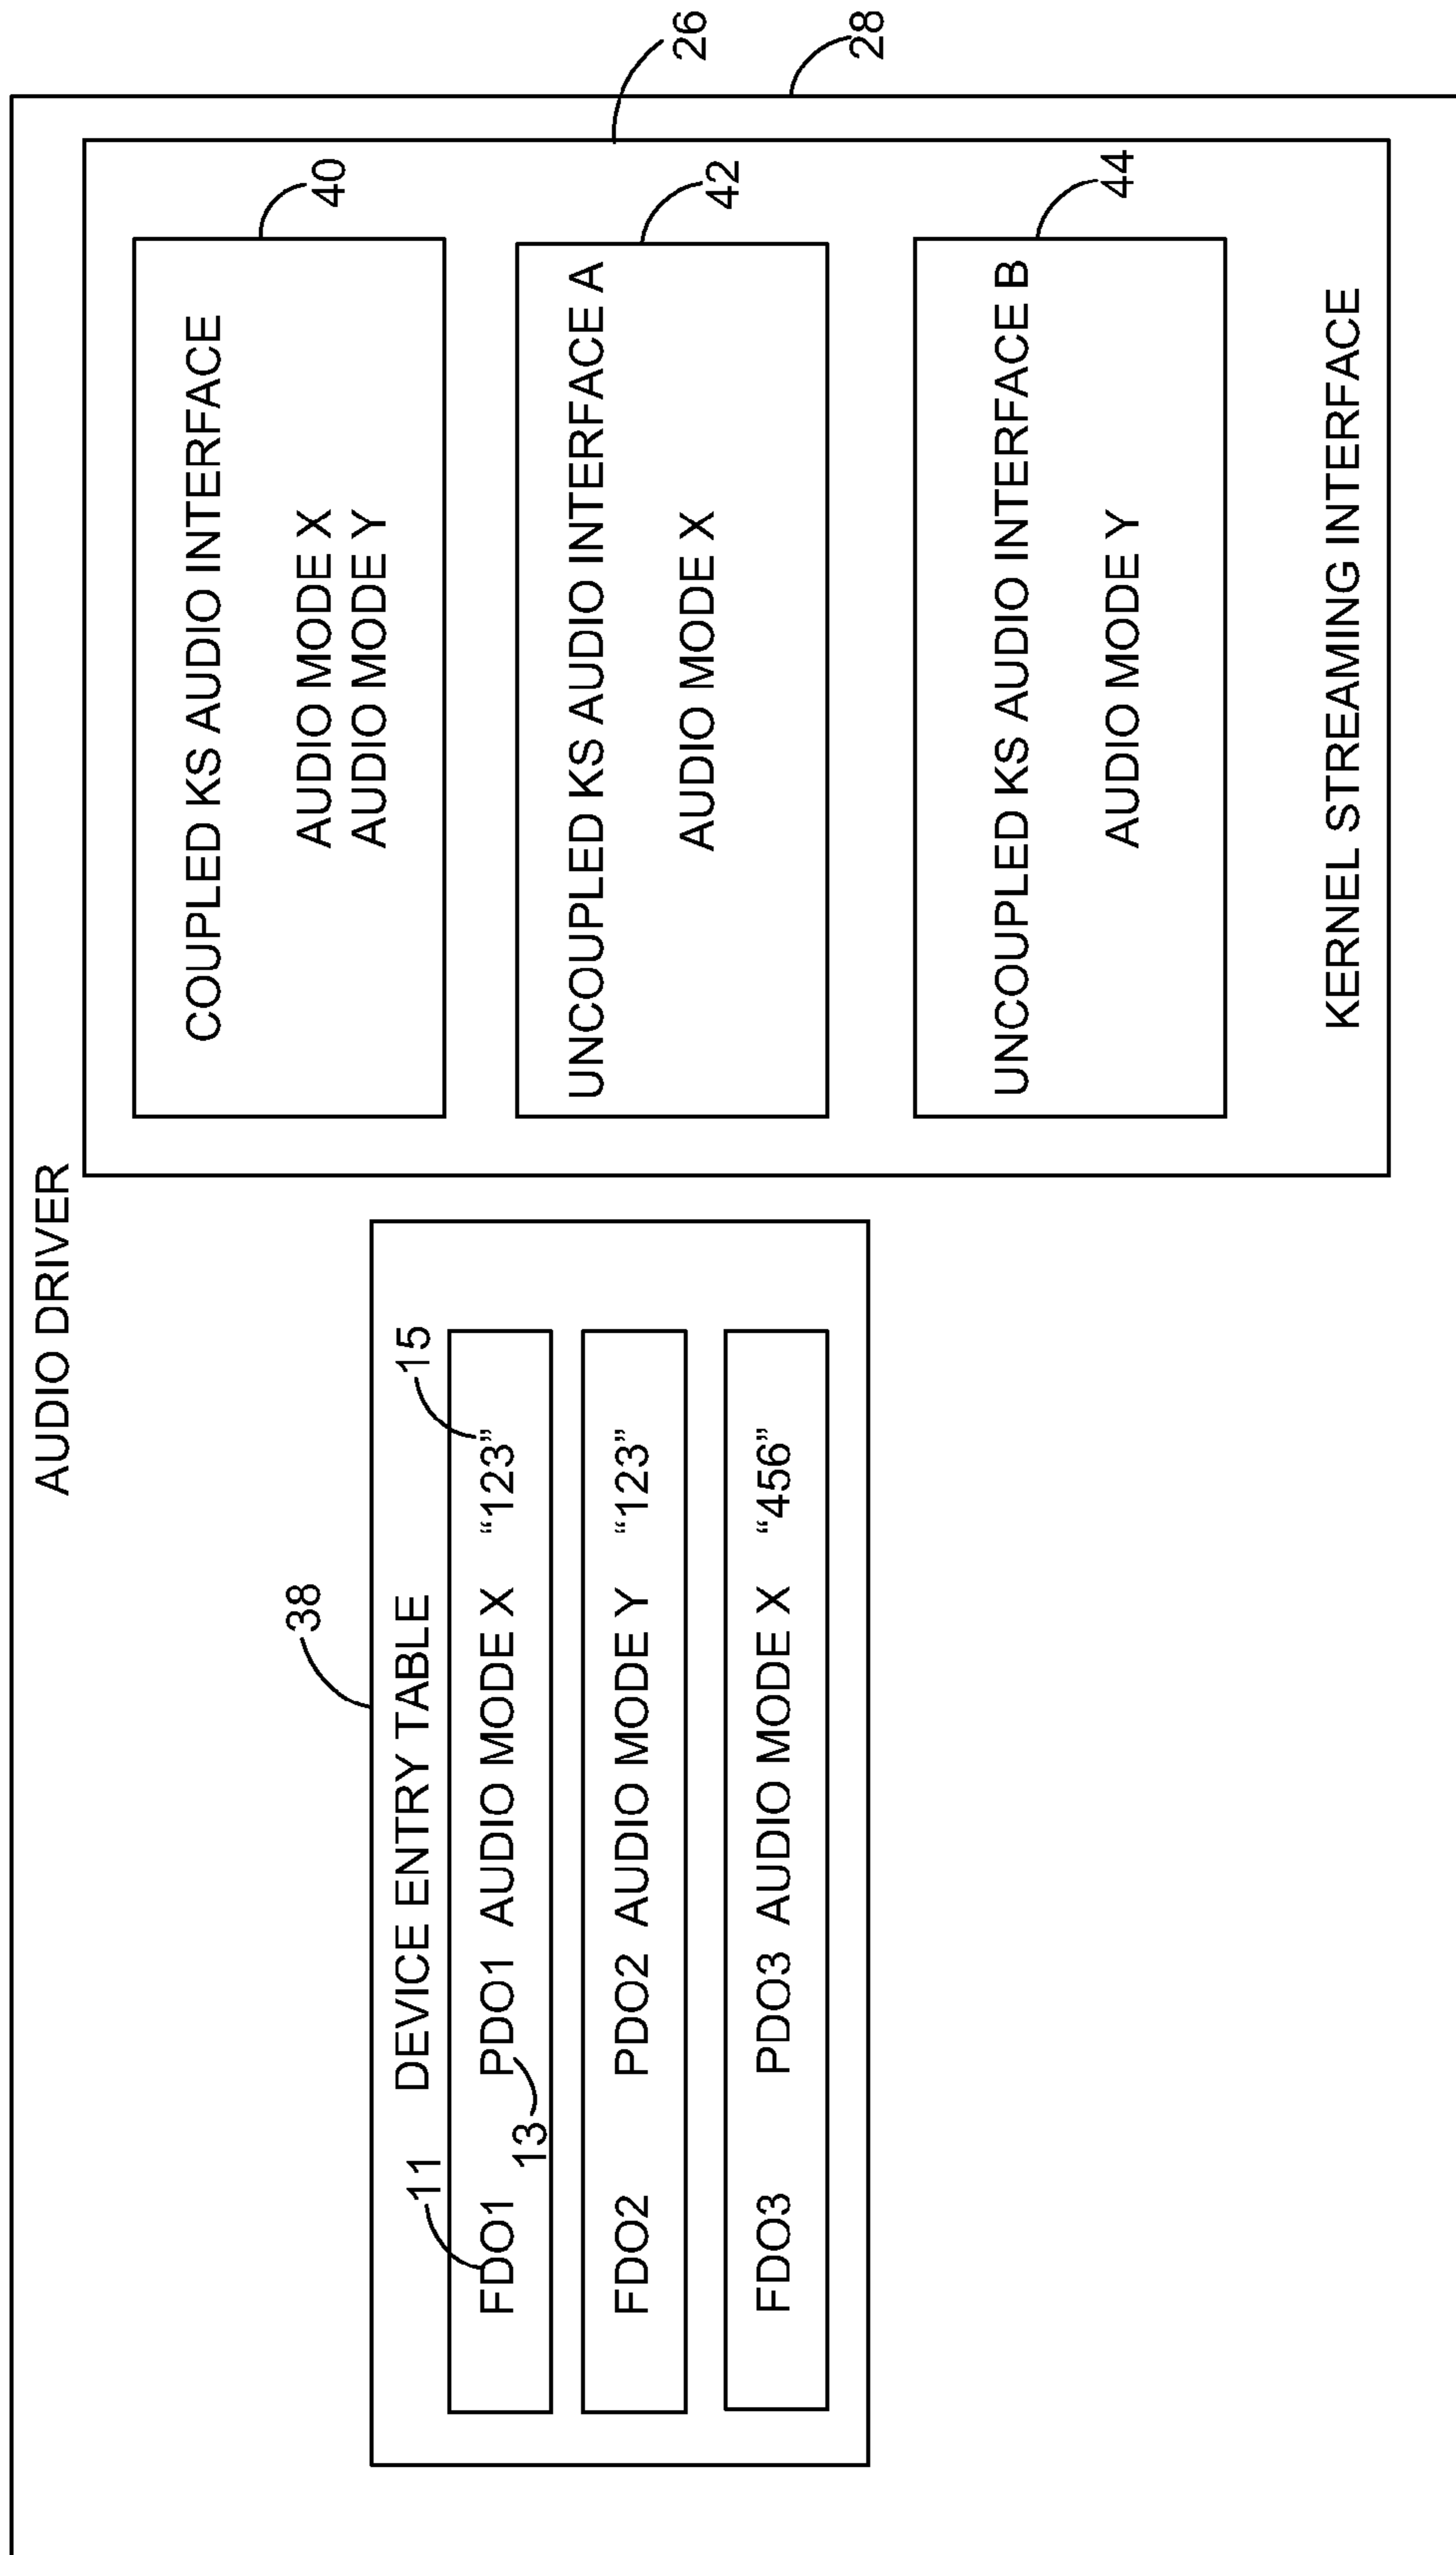 AUDIO DRIVER
38
DEVICE ENTRY TABLE
11
15
FDO1 PDO1 AUDIO MODE X “123”
13
FDO2 PDO2 AUDIO MODE Y “123”
FDO3 PDO3 AUDIO MODE X “456”
COUPLED KS AUDIO INTERFACE
AUDIO MODE X
AUDIO MODE Y
40
UNCOUPLED KS AUDIO INTERFACE A
AUDIO MODE X
42
UNCOUPLED KS AUDIO INTERFACE B
AUDIO MODE Y
44
KERNEL STREAMING INTERFACE
26
28